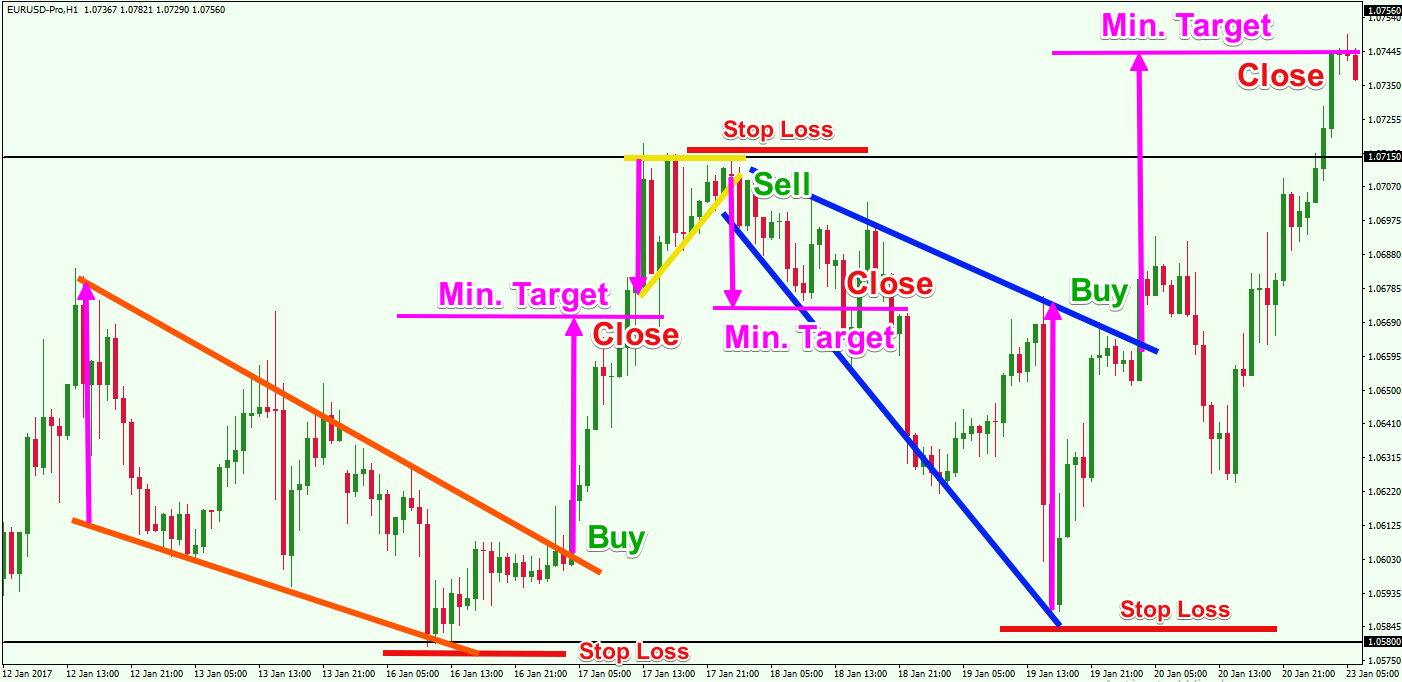 EURUSD-Pro,H1 1.07367 1.07821 1.07290 1.07560
1.07560
1.07540
Min. Target
1.07445
Close
1.07350
1.07255
Stop Loss
1.07150
Sell
1.07070
1.06975
1.06880
Close
Buy
1.06785
Min. Target
1.06690
Close
Min. Target
1.06595
1.06500
1.06410
1.06315
1.06220
1.06125
Buy
1.06030
1.05935
Stop Loss
1.05845
1.05800
Stop Loss
1.05750
12 Jan 2017 12 Jan 13:00 12 Jan 21:00 13 Jan 05:00 13 Jan 13:00 13 Jan 21:00 16 Jan 05:00 16 Jan 13:00 16 Jan 21:00 17 Jan 05:00 17 Jan 13:00 17 Jan 21:00 18 Jan 05:00 18 Jan 13:00 18 Jan 21:00 19 Jan 05:00 19 Jan 13:00 19 Jan 21:00 20 Jan 05:00 20 Jan 13:00 20 Jan 21:00 23 Jan 05:00